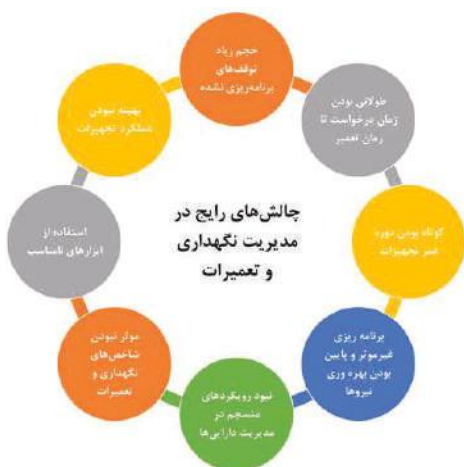 حجم زیاد
توقف‌های
برنامه‌ریزی نشده
طولانی بودن
زمان درخواست تا
زمان تعمیر
کوتاه بودن دوره
عمر تجهیزات
برنامه ریزی
غیرموثر و پایین
بودن بهره وری
نیروها
نبود رویکردهای
منسجم در
مدیریت دارایی‌ها
موثر نبودن
شاخص‌های
نگهداری و
تعمیرات
استفاده از
ابزارهای نامناسب
بهینه نبودن
عملکرد تجهیزات
چالش‌های رایج در
مدیریت نگهداری
و تعمیرات